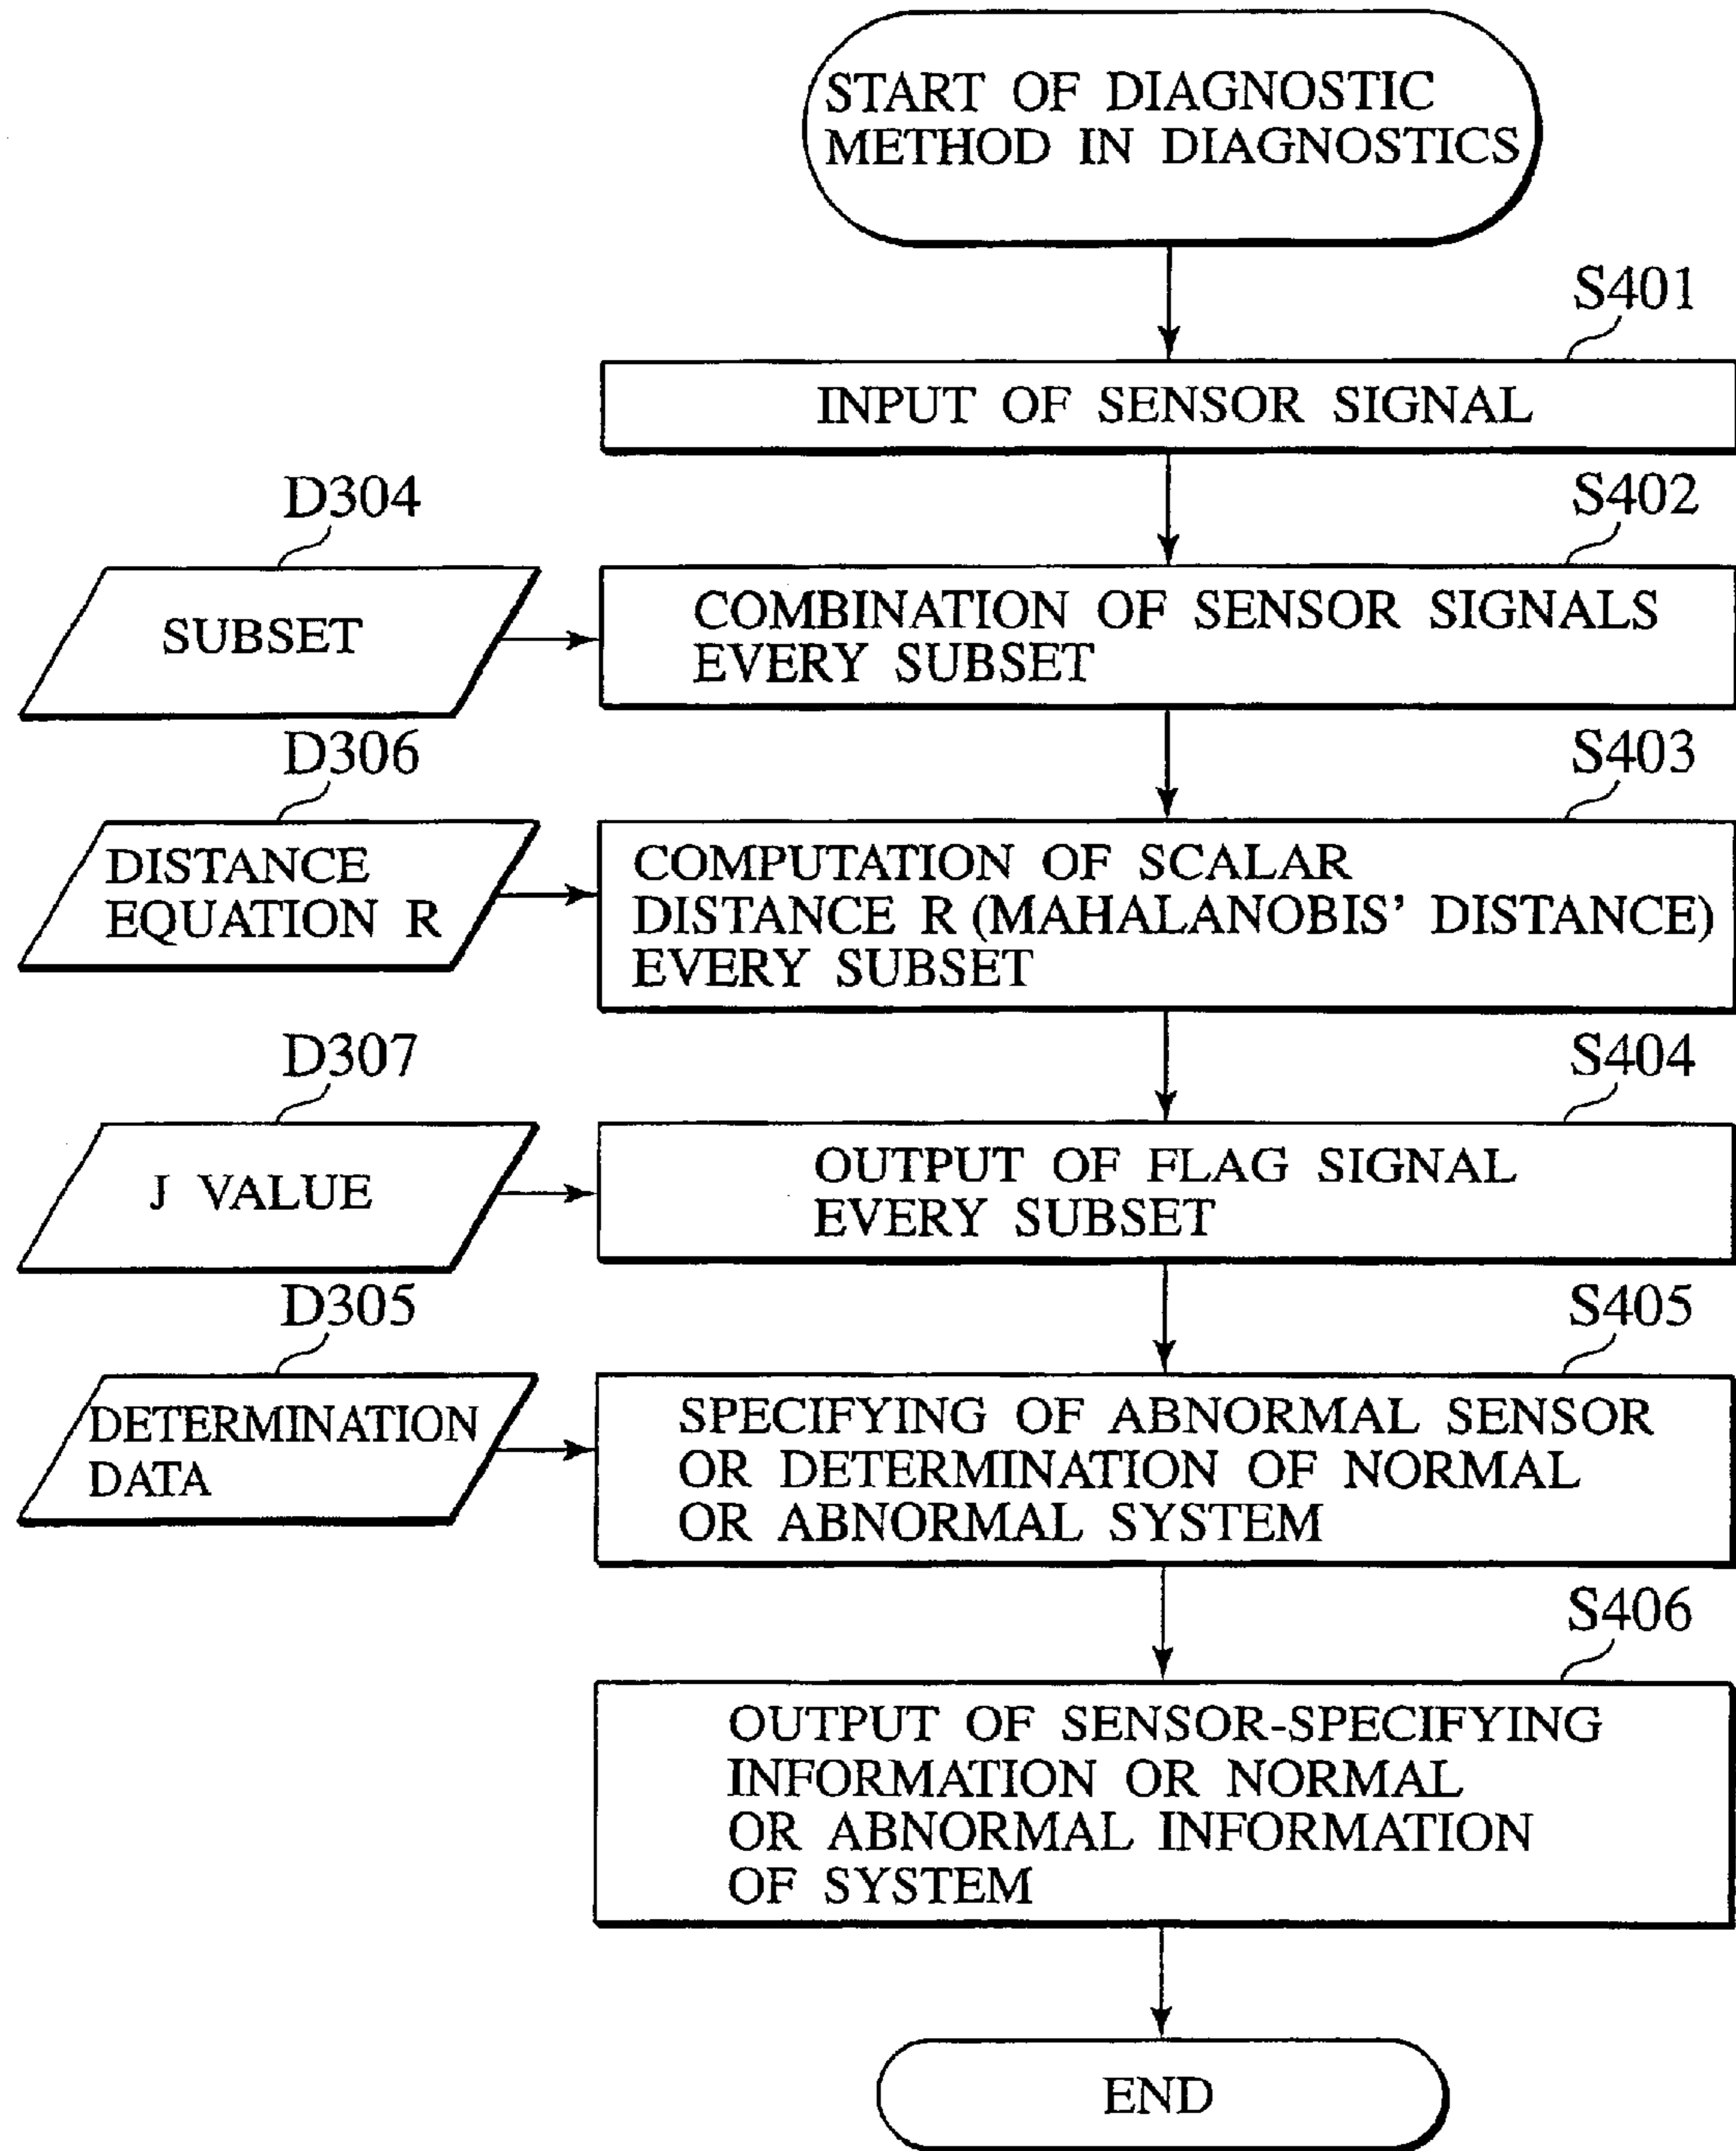 START OF DIAGNOSTIC
METHOD IN DIAGNOSTICS
S401
INPUT OF SENSOR SIGNAL
D304
S402
SUBSET
COMBINATION OF SENSOR SIGNALS
EVERY SUBSET
D306
S403
DISTANCE
EQUATION R
COMPUTATION OF SCALAR
DISTANCE R (MAHALANOBIS' DISTANCE)
EVERY SUBSET
D307
S404
J VALUE
OUTPUT OF FLAG SIGNAL
EVERY SUBSET
D305
S405
DETERMINATION
DATA
SPECIFYING OF ABNORMAL SENSOR
OR DETERMINATION OF NORMAL
OR ABNORMAL SYSTEM
S406
OUTPUT OF SENSOR-SPECIFYING
INFORMATION OR NORMAL
OR ABNORMAL INFORMATION
OF SYSTEM
END